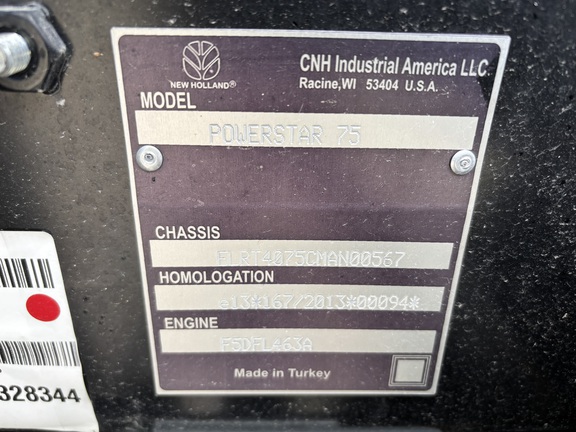 NEW HOLLAND®
CNH Industrial America LLC.
Racine,WI 53404 U.S.A.
MODEL
POWERSTAR 75
CHASSIS
ELRT4075CMAN00567
HOMOLOGATION
e13*167/2013*00094*
ENGINE
F5DFL463A
Made in Turkey
328344